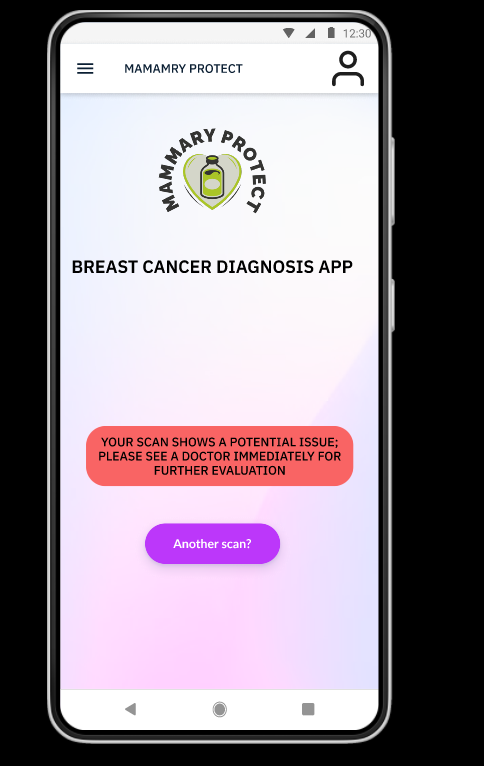 12:30
MAMAMRY PROTECT
MAMMARY PROTECT
BREAST CANCER DIAGNOSIS APP
YOUR SCAN SHOWS A POTENTIAL ISSUE;
PLEASE SEE A DOCTOR IMMEDIATELY FOR
FURTHER EVALUATION
Another scan?